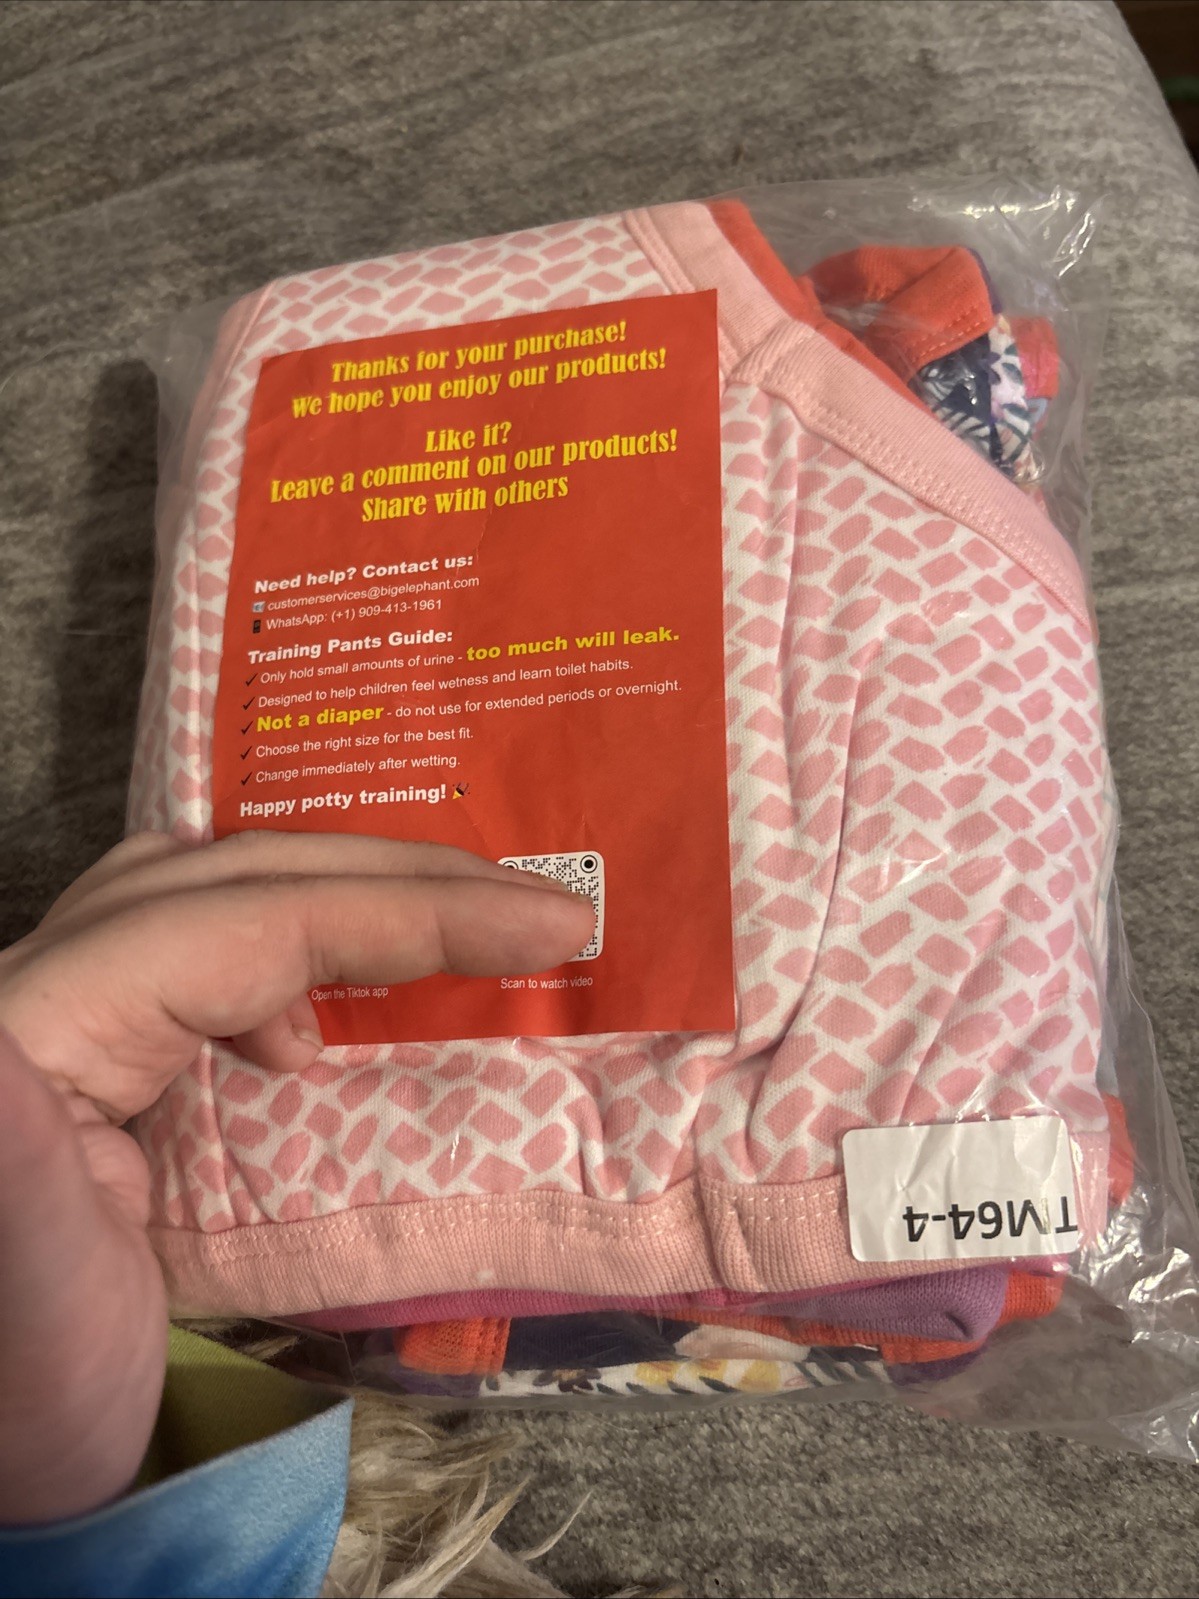 Thanks for your purchase!
We hope you enjoy our products!
Like it?
Leave a comment on our products!
Share with others
Need help? Contact us:
customerservices@bigelephant.com
WhatsApp: (+1) 909-413-1961
Training Pants Guide:
✓ Only hold small amounts of urine - too much will leak.
✓ Designed to help children feel wetness and learn toilet habits.
✓ Not a diaper - do not use for extended periods or overnight.
✓ Choose the right size for the best fit.
✓ Change immediately after wetting.
Happy potty training!
Open the Tiktok app
Scan to watch video
TM64-4